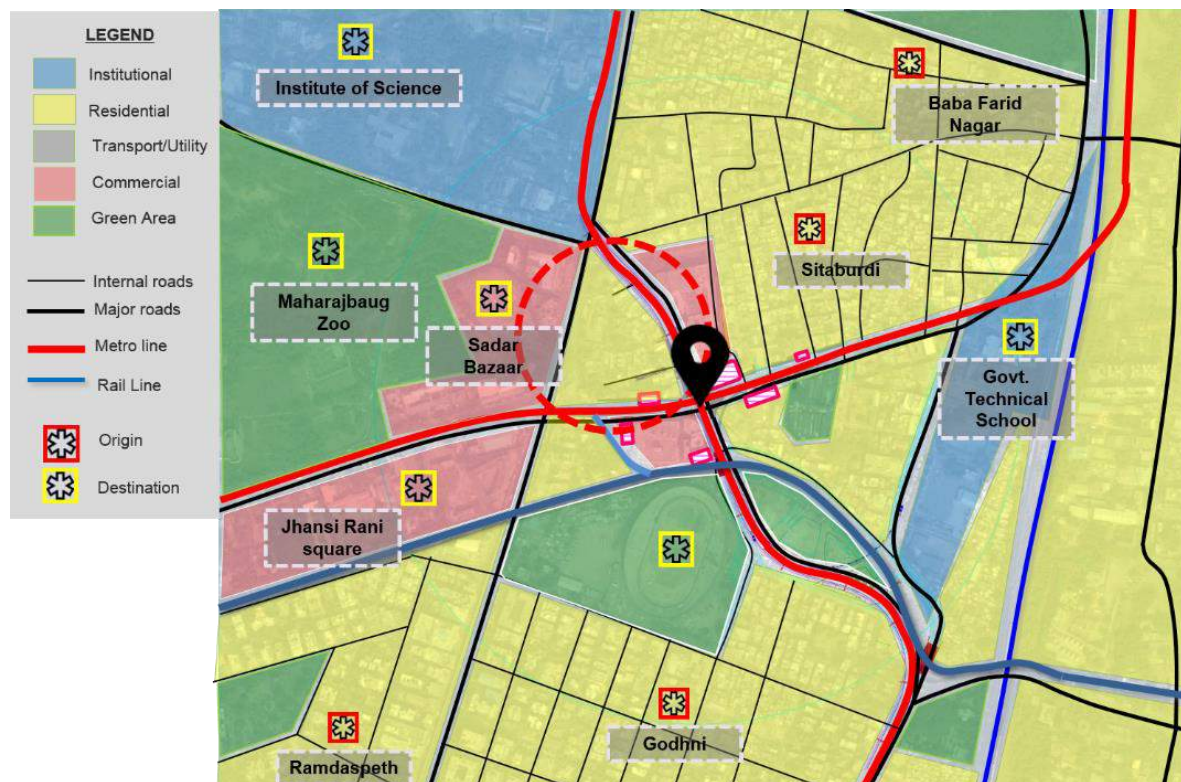 LEGEND
Institutional
Residential
Transport/Utility
Commercial
Green Area
Internal roads
Major roads
Metro line
Rail Line
Origin
Destination
Institute of Science
Baba Farid
Nagar
Sitaburdi
Maharajbaug
Zoo
Sadar
Bazaar
Govt.
Technical
School
Jhansi Rani
square
Godhni
Ramdaspeth